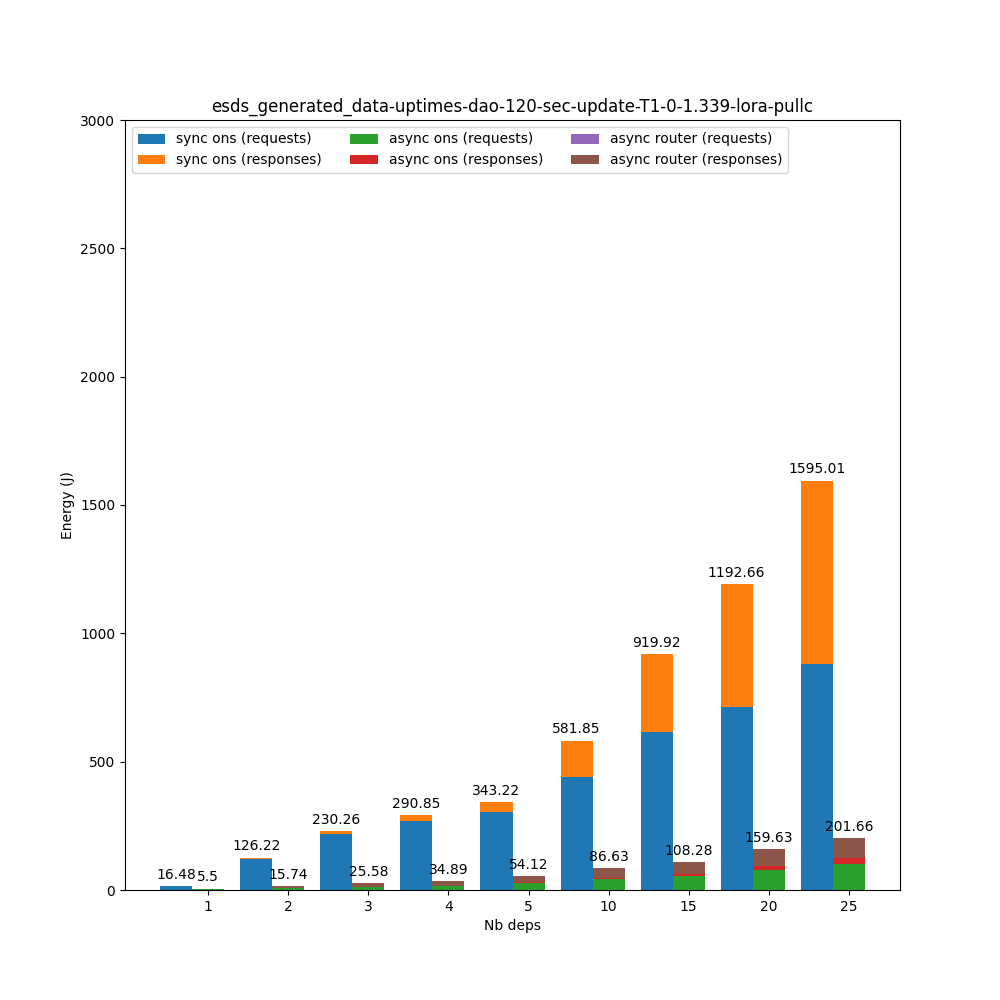 esds_generated_data-uptimes-dao-120-sec-update-T1-0-1.339-lora-pullc
sync ons (requests)
sync ons (responses)
async ons (requests)
async ons (responses)
async router (requests)
async router (responses)
Energy (J)
3000
2500
2000
1500
1000
500
0
16.48
5.5
126.22
15.74
230.26
25.58
290.85
34.89
343.22
54.12
581.85
86.63
919.92
108.28
1192.66
159.63
1595.01
201.66
1 2 3 4 5 10 15 20 25
Nb deps